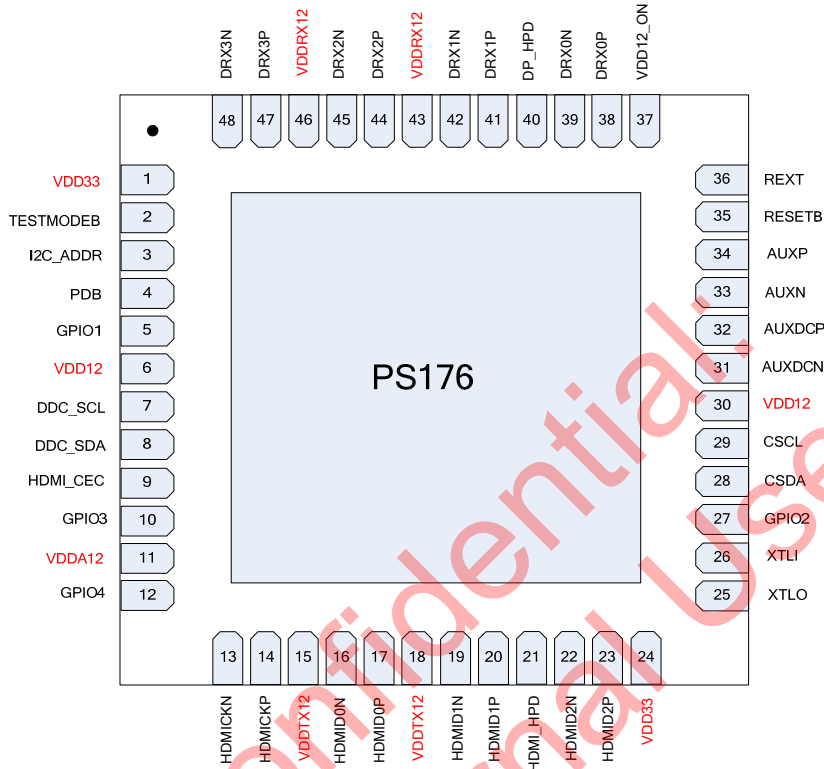 DRX3N
DRX3P
VDDRX12
DRX2N
DRX2P
VDDRX12
DRX1N
DRX1P
DP_HPD
DRX0N
DRX0P
VDD12_ON
48
47
46
45
44
43
42
41
40
39
38
37
VDD33
1
TESTMODEB
2
I2C_ADDR
3
PDB
4
GPIO1
5
VDD12
6
DDC_SCL
7
DDC_SDA
8
HDMI_CEC
9
GPIO3
10
VDDA12
11
GPIO4
12
PS176
36
REXT
35
RESETB
34
AUXP
33
AUXN
32
AUXDCP
31
AUXDCN
30
VDD12
29
CSCL
28
CSDA
27
GPIO2
26
XTLI
25
XTLO
13
14
15
16
17
18
19
20
21
22
23
24
HDMICKN
HDMICKP
VDDTX12
HDMID0N
HDMID0P
VDDTX12
HDMID1N
HDMID1P
HDMI_HPD
HDMID2N
HDMID2P
VDD33